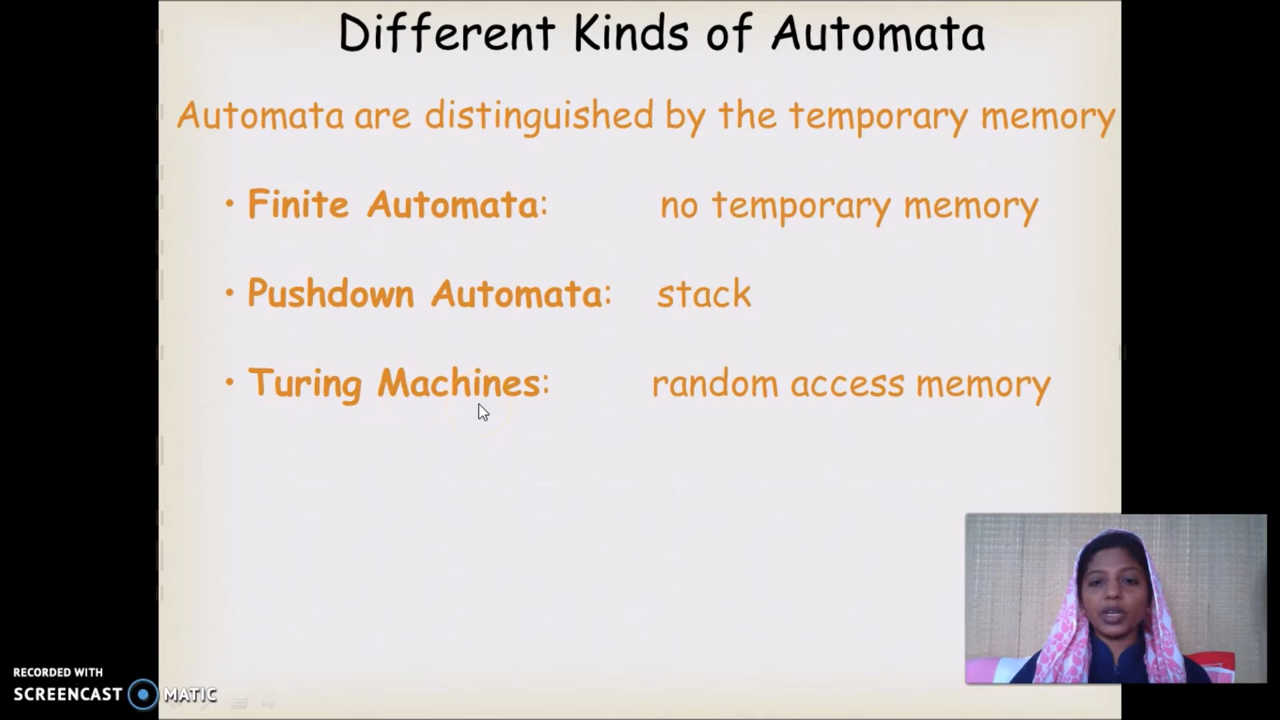 Different Kinds of Automata
Automata are distinguished by the temporary memory
• Finite Automata: no temporary memory
• Pushdown Automata: stack
• Turing Machines: random access memory
RECORDED WITH
SCREENCAST MATIC